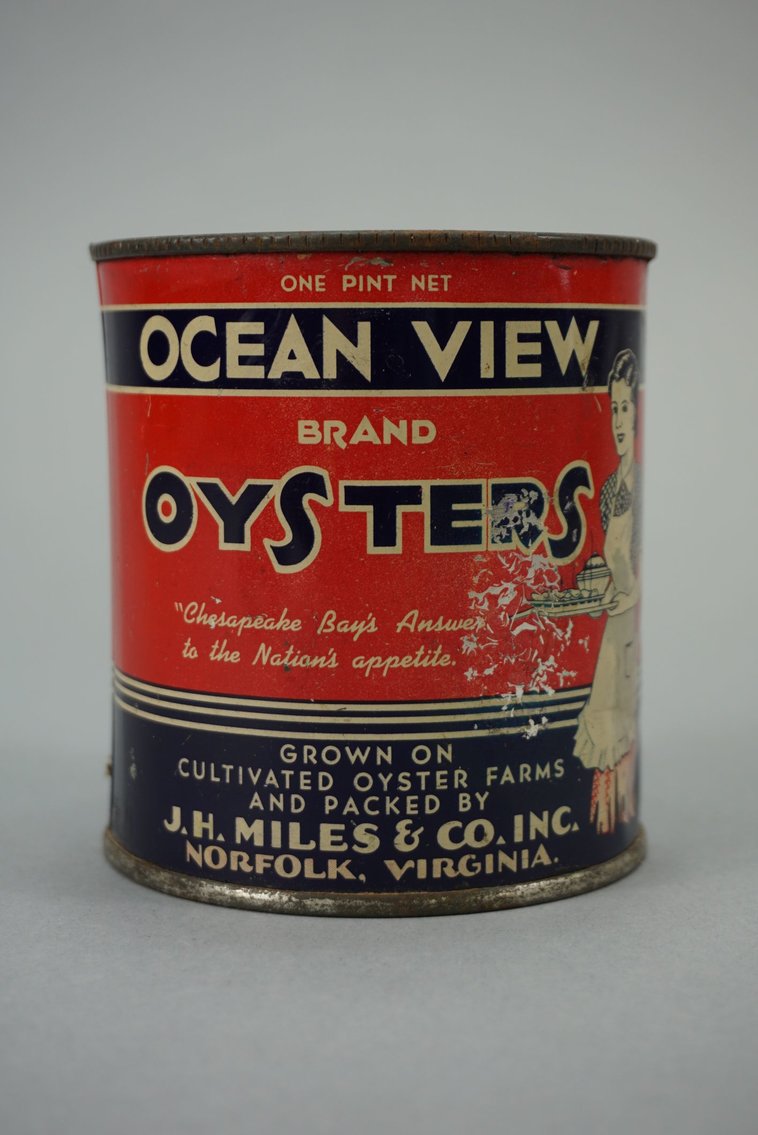 ONE PINT NET
OCEAN VIEW
BRAND
OYSTERS
"Chesapeake Bay's Answer
to the Nation's appetite."
GROWN ON
CULTIVATED OYSTER FARMS
AND PACKED BY
J.H. MILES & CO. INC.
NORFOLK, VIRGINIA.